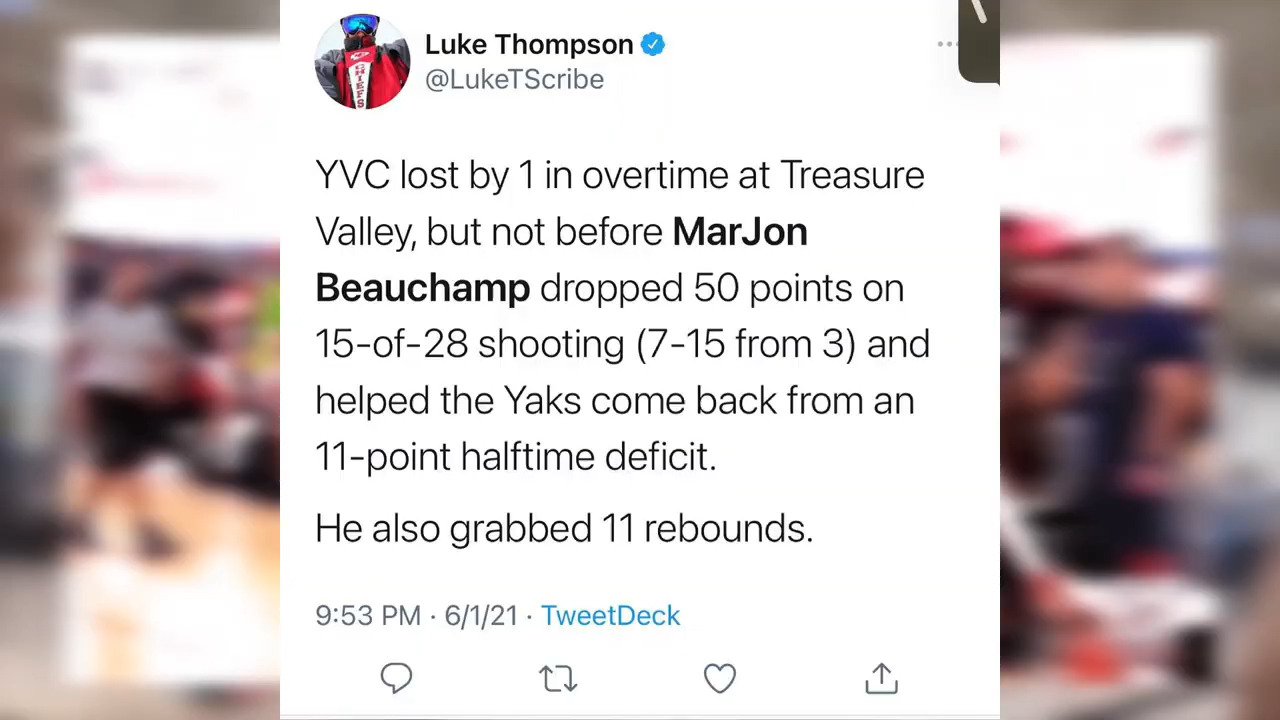 Luke Thompson
@LukeTScribe
YVC lost by 1 in overtime at Treasure
Valley, but not before MarJon
Beauchamp dropped 50 points on
15-of-28 shooting (7-15 from 3) and
helped the Yaks come back from an
11-point halftime deficit.
He also grabbed 11 rebounds.
9:53 PM · 6/1/21 · TweetDeck
CHIEFS